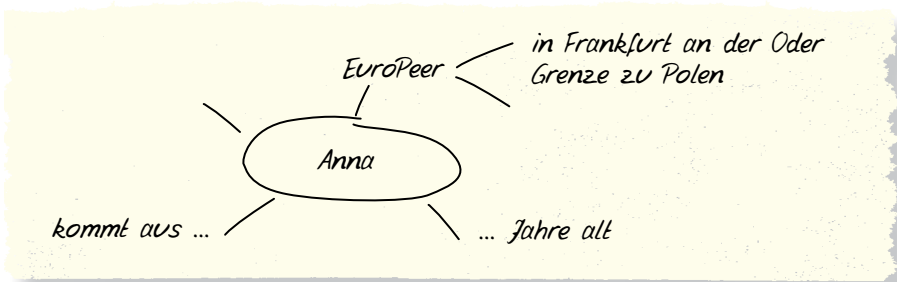 in Frankfurt an der Oder
EuroPeer
Grenze zu Polen
Anna
kommt aus ...
... Jahre alt